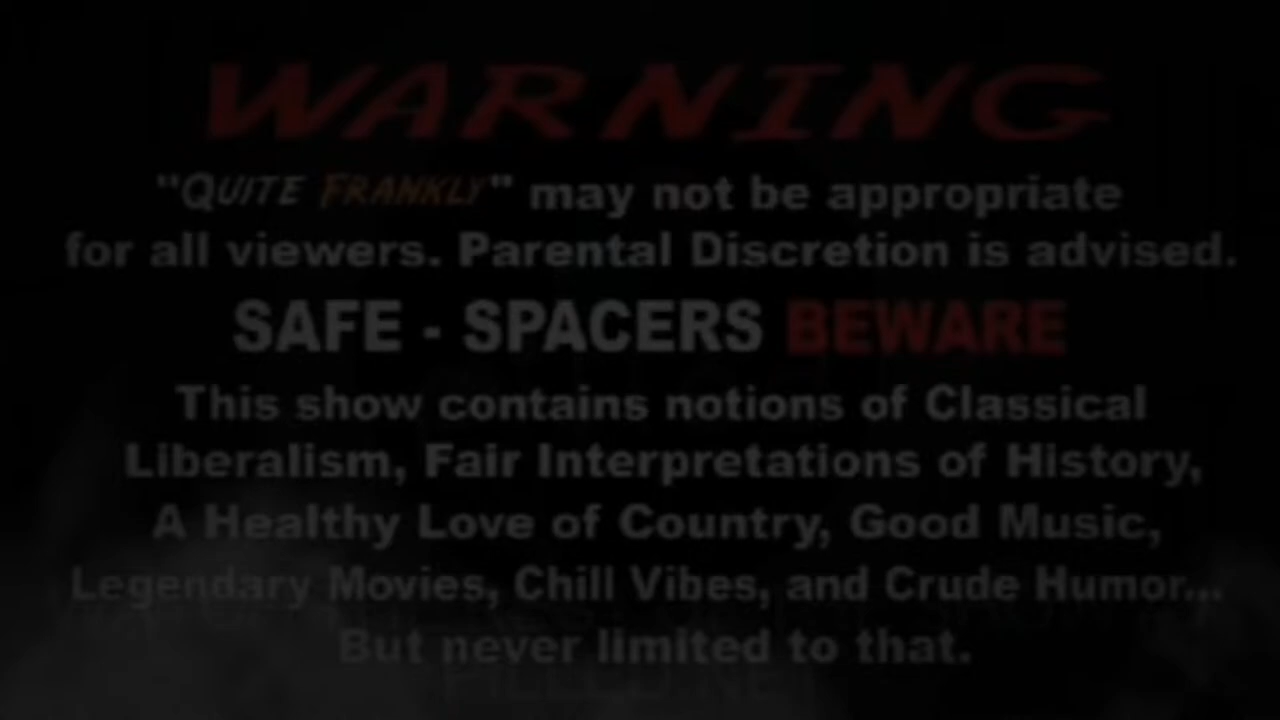 WARNING
"QUITE FRANKLY" may not be appropriate
for all viewers. Parental Discretion is advised.
SAFE - SPACERS BEWARE
This show contains notions of Classical
Liberalism, Fair Interpretations of History,
A Healthy Love of Country, Good Music,
Legendary Movies, Chill Vibes, and Crude Humor...
But never limited to that.